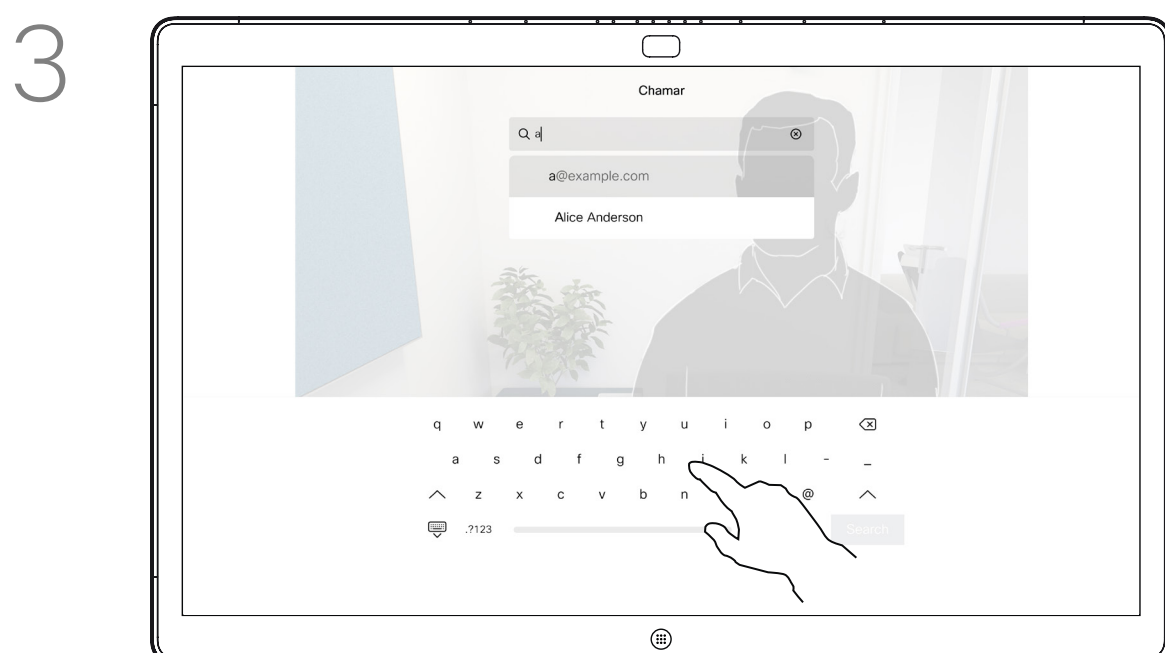 3
Chamar
a
a@example.com
Alice Anderson
q w e r t y u i o p
a s d f g h j k l - _
z x c v b n @
.?123 Search